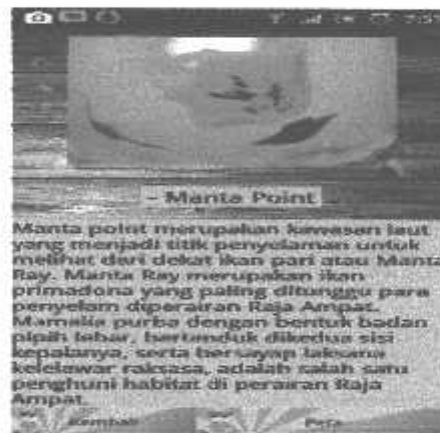 - Manta Point -
Manta point merupakan kawasan laut
yang menjadi titik penyelaman untuk
melihat dari dekat ikan pari atau Manta
Ray. Manta Ray merupakan ikan
primadona yang paling ditunggu para
penyelam diperairan Raja Ampat.
Mamalia purba dengan bentuk badan
pipih lebar, bertanduk dikedua sisi
kepalanya, serta bersayap laksana
kelelawar raksasa, adalah salah satu
penghuni habitat di perairan Raja
Ampat.
Kembali
Peta